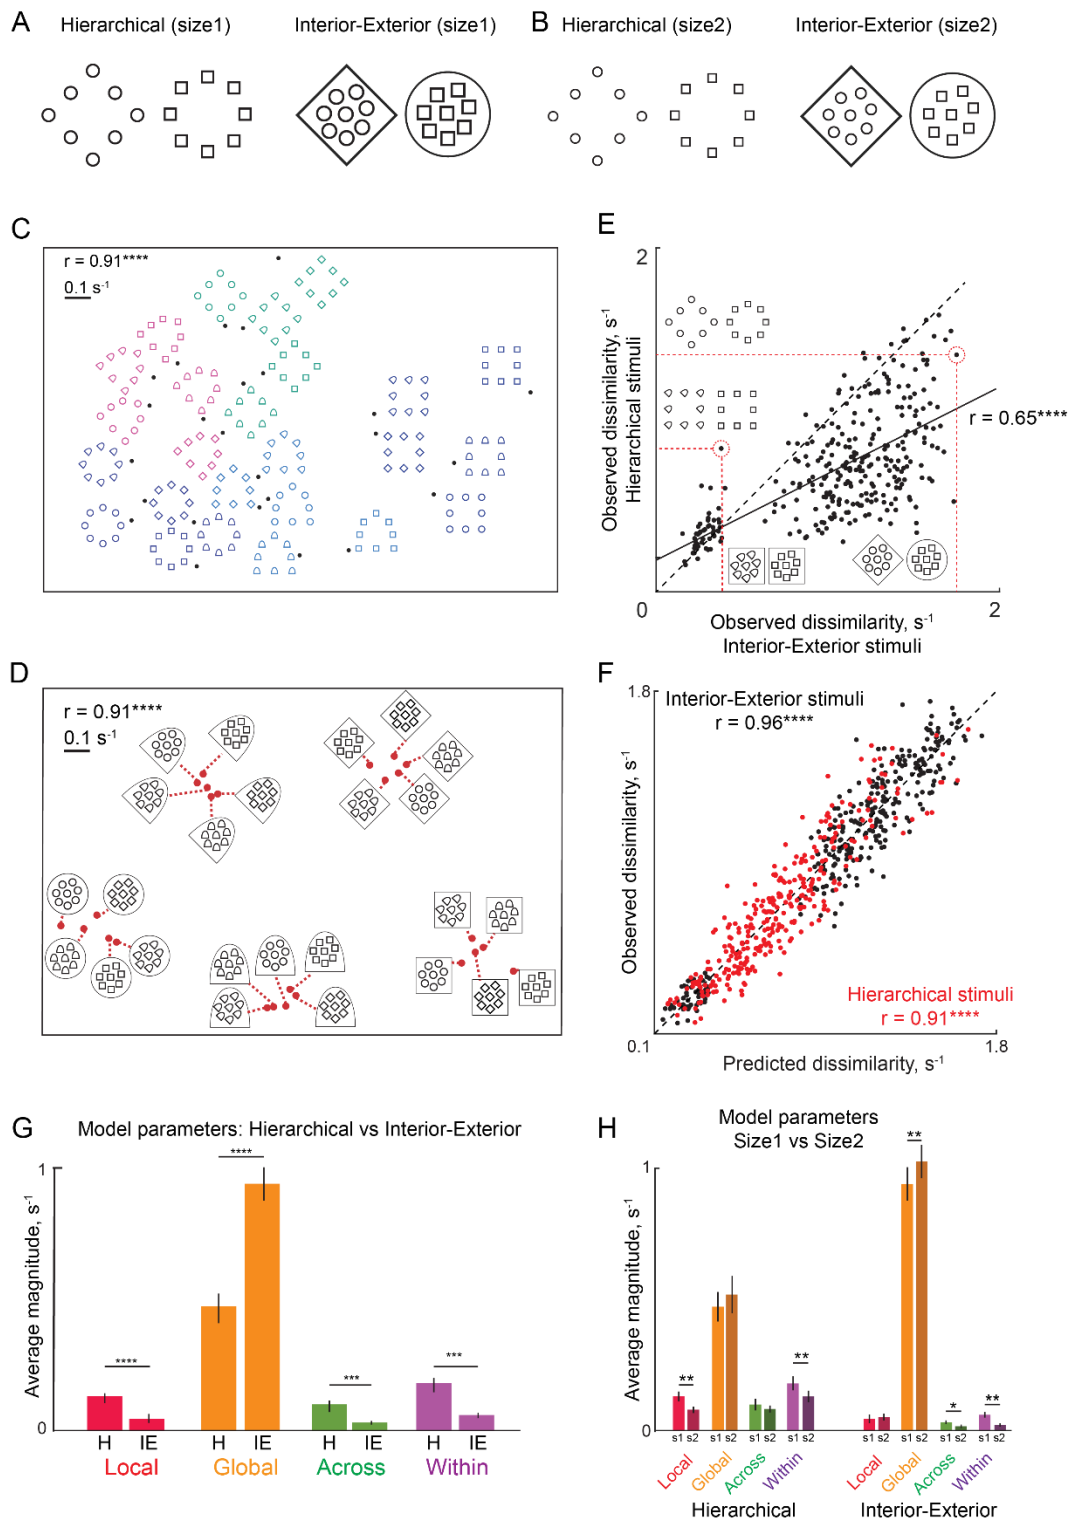 A
Hierarchical (size1)
Interior-Exterior (size1)
B
Hierarchical (size2)
Interior-Exterior (size2)
C
r = 0.91****
0.1 s-1
E
2
Observed dissimilarity, s-1
Hierarchical stimuli
r = 0.65****
0
2
Observed dissimilarity, s-1
Interior-Exterior stimuli
D
r = 0.91****
0.1 s-1
F
1.8
Interior-Exterior stimuli
r = 0.96****
Observed dissimilarity, s-1
Hierarchical stimuli
r = 0.91****
0.1
1.8
Predicted dissimilarity, s-1
G
Model parameters: Hierarchical vs Interior-Exterior
1
Average magnitude, s-1
0
****
****
***
***
H IE H IE H IE H IE
Local Global Across Within
H
Model parameters
Size1 vs Size2
1
Average magnitude, s-1
0
**
**
**
*
**
s1 s2 s1 s2 s1 s2 s1 s2 s1 s2 s1 s2 s1 s2 s1 s2
Local Global Across Within Local Global Across Within
Hierarchical Interior-Exterior